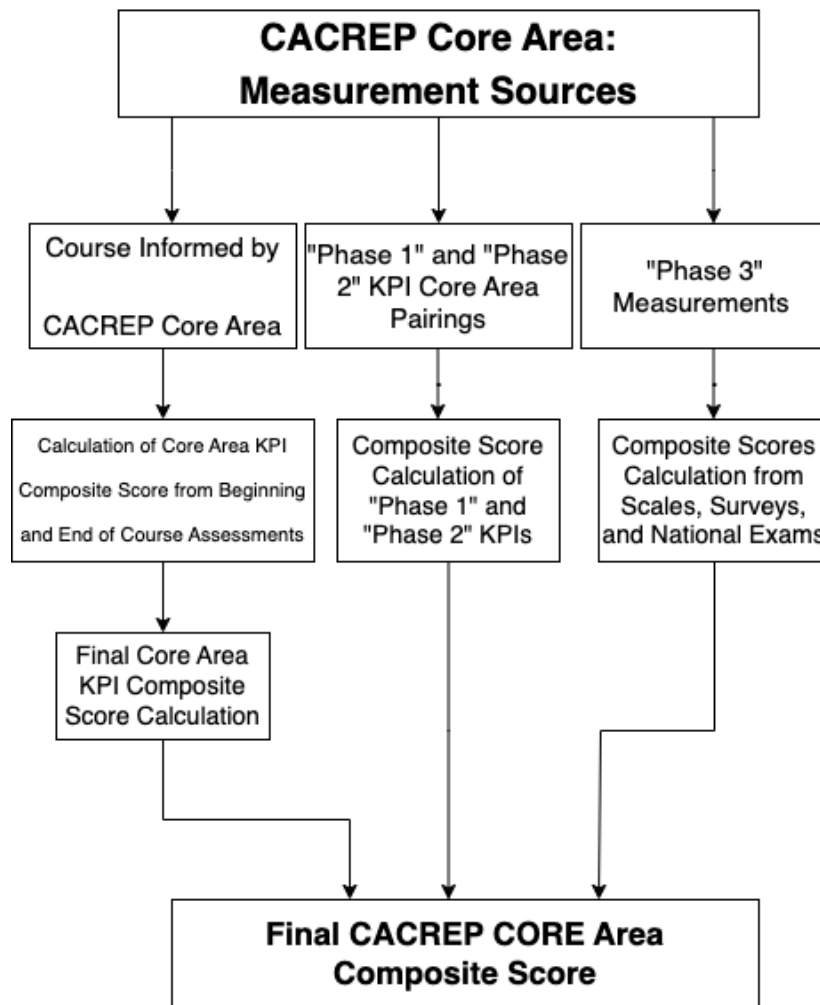 CACREP Core Area:
Measurement Sources
Course Informed by
CACREP Core Area
"Phase 1" and "Phase
2" KPI Core Area
Pairings
"Phase 3"
Measurements
Calculation of Core Area KPI
Composite Score from Beginning
and End of Course Assessments
Composite Score
Calculation of
"Phase 1" and
"Phase 2" KPIs
Composite Scores
Calculation from
Scales, Surveys,
and National Exams
Final Core Area
KPI Composite
Score Calculation
Final CACREP CORE Area
Composite Score